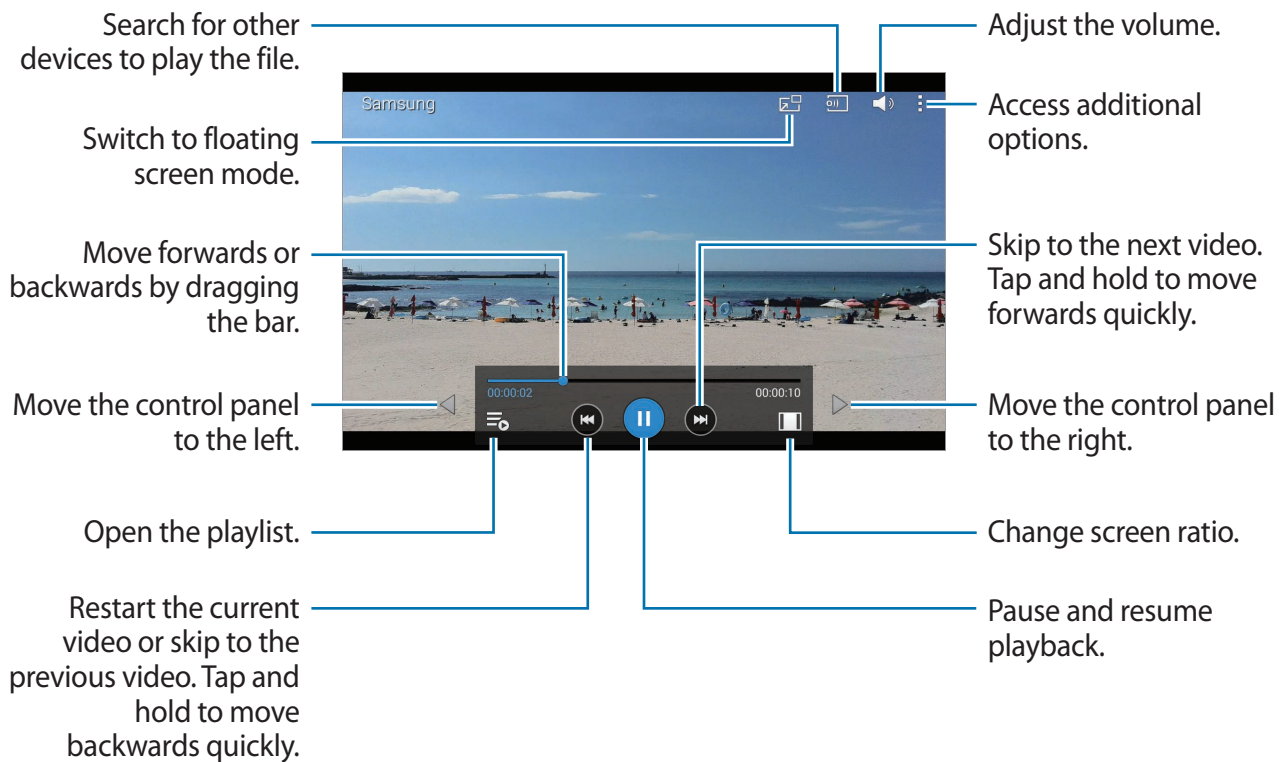 Search for other
devices to play the file.
Switch to floating
screen mode.
Move forwards or
backwards by dragging
the bar.
Move the control panel
to the left.
Open the playlist.
Restart the current
video or skip to the
previous video. Tap and
hold to move
backwards quickly.
Samsung
00:00:02
00:00:10
Adjust the volume.
Access additional
options.
Skip to the next video.
Tap and hold to move
forwards quickly.
Move the control panel
to the right.
Change screen ratio.
Pause and resume
playback.